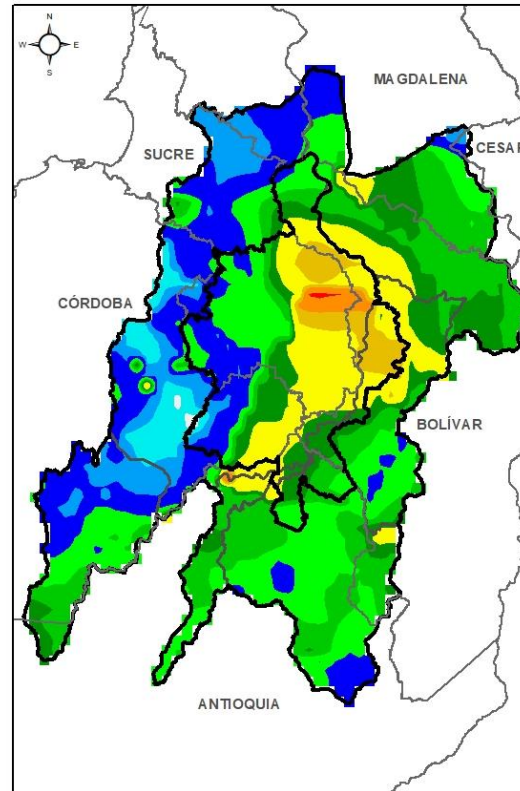 N
W E
S
MAGDALENA
CESAR
SUCRE
CÓRDOBA
BOLÍVAR
ANTIOQUIA